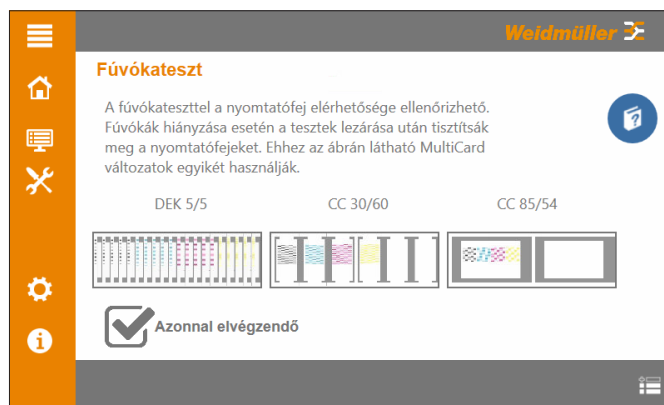 Weidmüller
Fúvókateszt
A fúvókateszttel a nyomtatófej elérhetősége ellenőrizhető.
Fúvókák hiányzása esetén a tesztek lezárása után tisztítsák
meg a nyomtatófejeket. Ehhez az ábrán látható MultiCard
változatok egyikét használják.
DEK 5/5 CC 30/60 CC 85/54
Azonnal elvégzendő